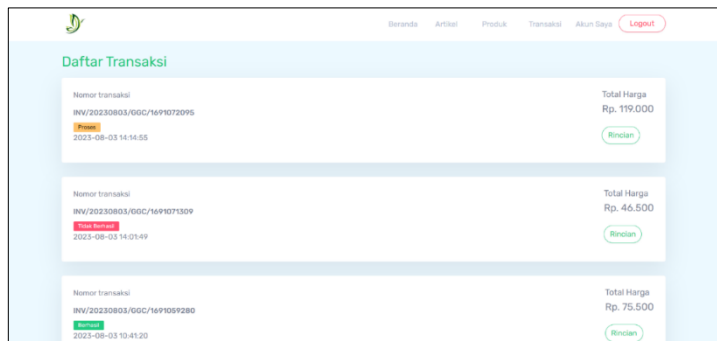 Beranda Artikel Produk Transaksi Akun Saya Logout
Daftar Transaksi
Nomor transaksi Total Harga
INV/20230803/GGC/1691072095 Rp. 119.000
Proses
2023-08-03 14:14:55 Rincian
Nomor transaksi Total Harga
INV/20230803/GGC/1691071309 Rp. 46.500
Tidak Berhasil
2023-08-03 14:01:49 Rincian
Nomor transaksi Total Harga
INV/20230803/GGC/1691059280 Rp. 75.500
Berhasil
2023-08-03 10:41:20 Rincian